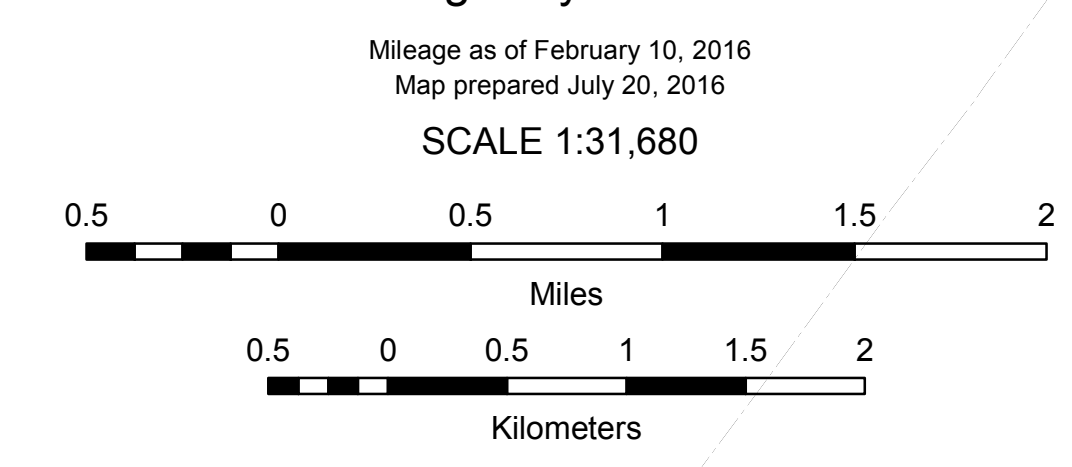 Mileage as of February 10, 2016
Map prepared July 20, 2016
SCALE 1:31,680
0.5 0 0.5 1 1.5 2
Miles
0.5 0 0.5 1 1.5 2
Kilometers